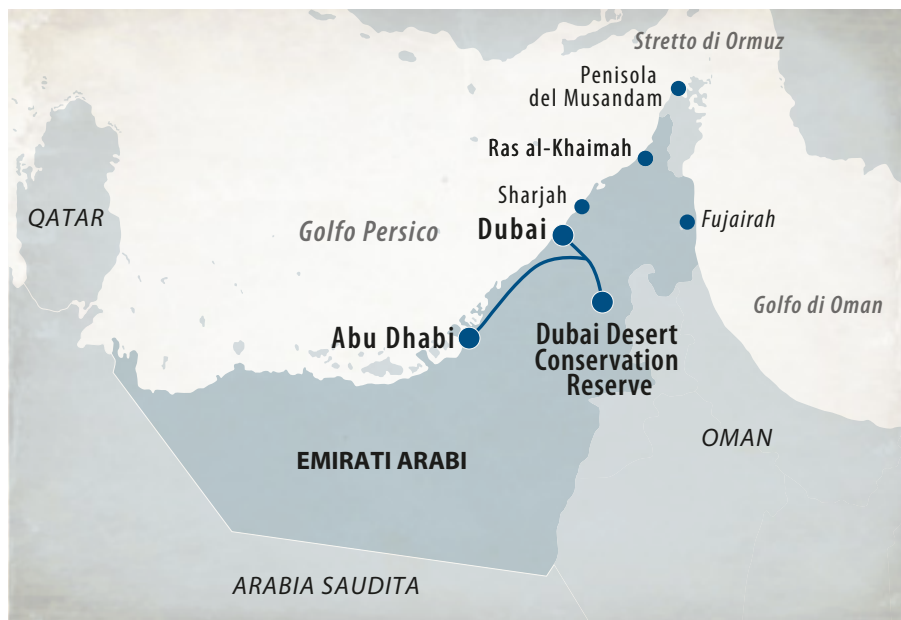 Stretto di Ormuz
Penisola
del Musandam
Ras al-Khaimah
Sharjah
QATAR
Golfo Persico
Dubai
Fujairah
Golfo di Oman
Abu Dhabi
Dubai Desert
Conservation
Reserve
OMAN
EMIRATI ARABI
ARABIA SAUDITA